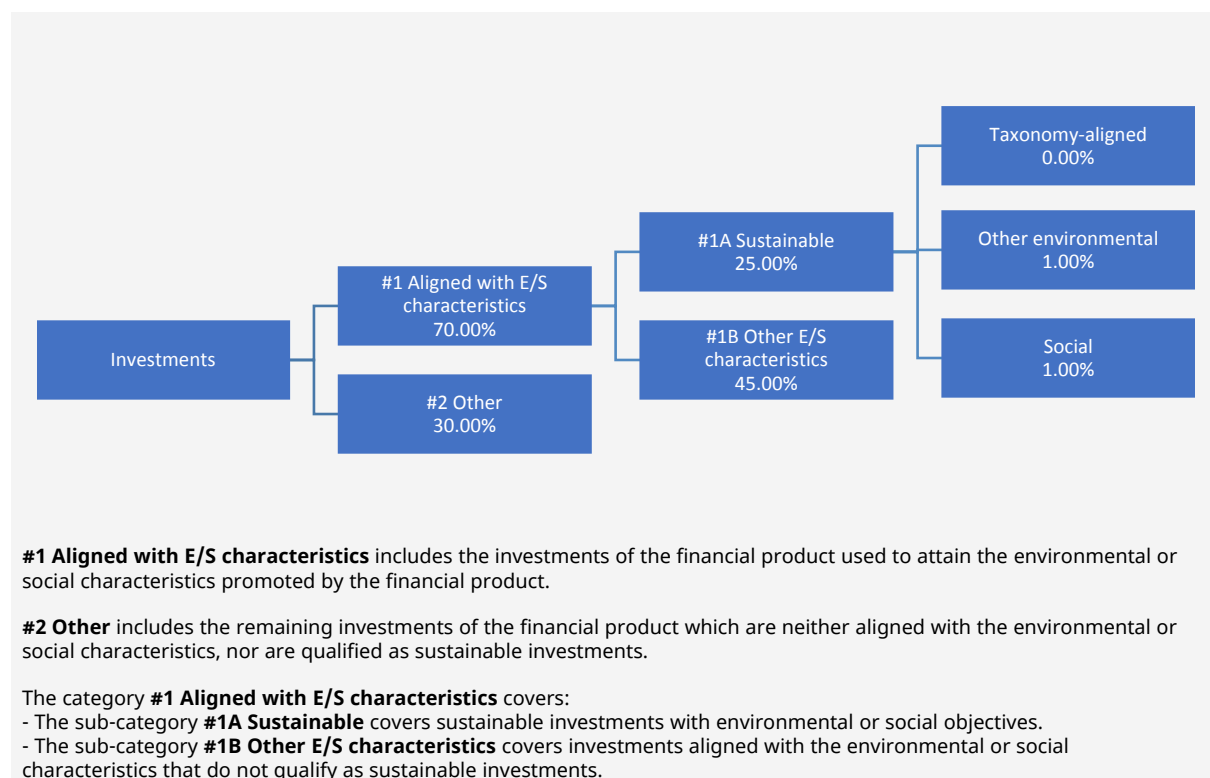 Investments
#1 Aligned with E/S
characteristics
70.00%
#2 Other
30.00%
#1A Sustainable
25.00%
#1B Other E/S
characteristics
45.00%
Taxonomy-aligned
0.00%
Other environmental
1.00%
Social
1.00%
#1 Aligned with E/S characteristics includes the investments of the financial product used to attain the environmental or
social characteristics promoted by the financial product.
#2 Other includes the remaining investments of the financial product which are neither aligned with the environmental or
social characteristics, nor are qualified as sustainable investments.
The category #1 Aligned with E/S characteristics covers:
- The sub-category #1A Sustainable covers sustainable investments with environmental or social objectives.
- The sub-category #1B Other E/S characteristics covers investments aligned with the environmental or social
characteristics that do not qualify as sustainable investments.